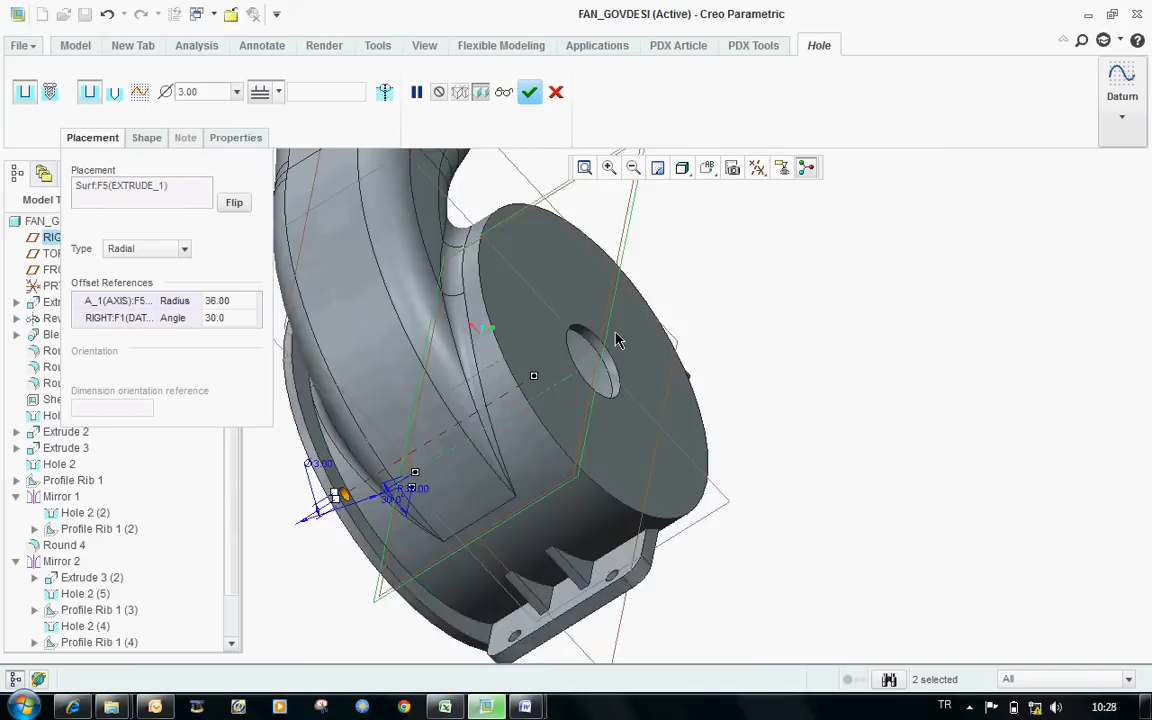 FAN_GOVDESI (Active) - Creo Parametric
File Model New Tab Analysis Annotate Render Tools View Flexible Modeling Applications PDX Article PDX Tools Hole
3.00
Datum
Placement Shape Note Properties
Placement
Surf:F5(EXTRUDE_1)
Flip
Type Radial
Offset References
A_1(AXIS):F5... Radius 36.00
RIGHT:F1(DAT... Angle 30.0
Orientation
Dimension orientation reference
Model T
FAN_G
RIG
TOF
FRO
PRT
Extr
Rev
Blen
Rou
Rou
Rou
She
Hol
Extrude 2
Extrude 3
Hole 2
Profile Rib 1
Mirror 1
Hole 2 (2)
Profile Rib 1 (2)
Round 4
Mirror 2
Extrude 3 (2)
Hole 2 (5)
Profile Rib 1 (3)
Hole 2 (4)
Profile Rib 1 (4)
Ø3.00
2 selected
All
TR
10:28